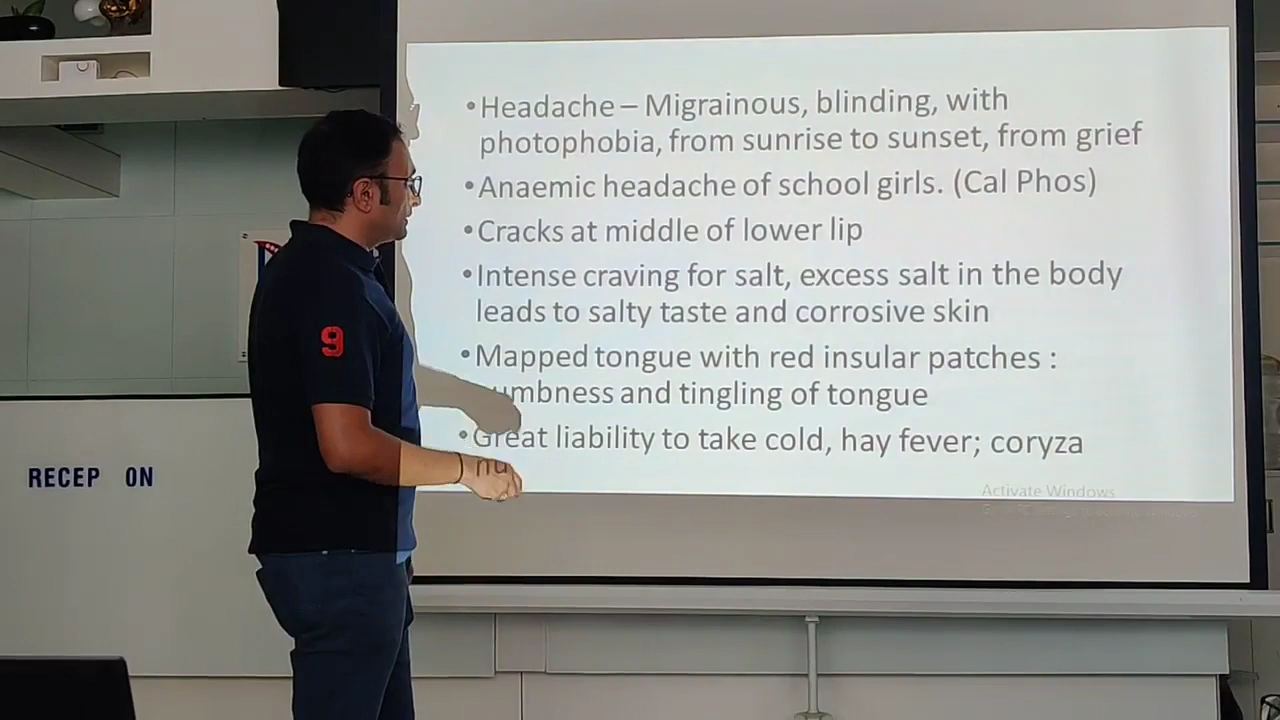 • Headache – Migrainous, blinding, with
photophobia, from sunrise to sunset, from grief
• Anaemic headache of school girls. (Cal Phos)
• Cracks at middle of lower lip
• Intense craving for salt, excess salt in the body
leads to salty taste and corrosive skin
• Mapped tongue with red insular patches :
umbness and tingling of tongue
• Great liability to take cold, hay fever; coryza
nu
Activate Windows
9
RECEP ON